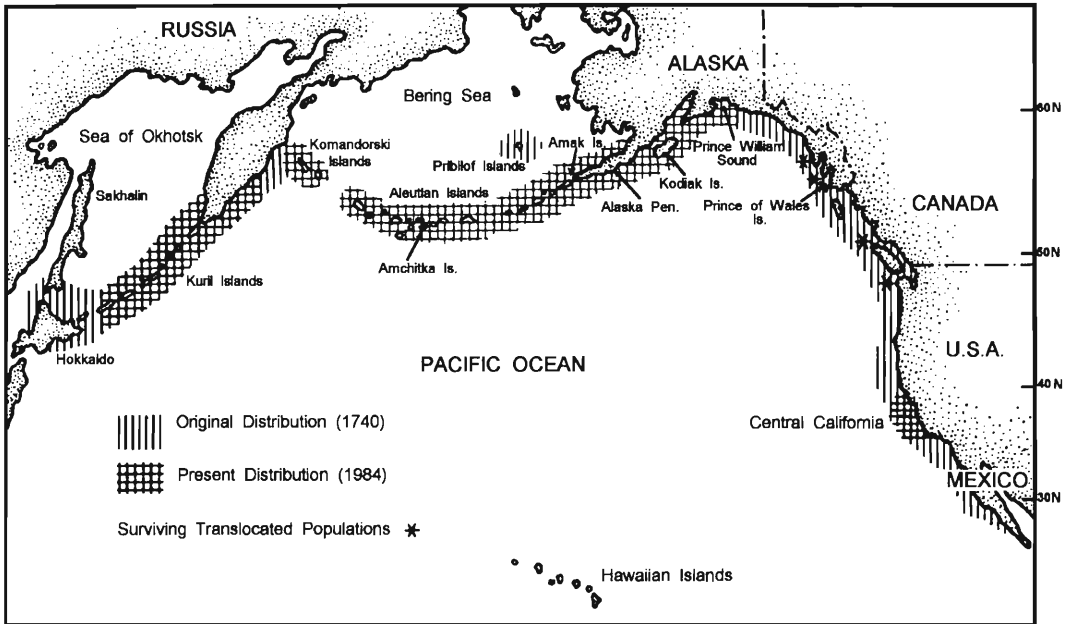 RUSSIA
ALASKA
Bering Sea
60N
Sea of Okhotsk
Komandorski
Islands
Amak Is.
Prince William
Sound
Pribilof Islands
Kodiak Is.
Sakhalin
Aleutian Islands
Alaska Pen.
Prince of Wales
Is.
CANADA
50N
Amchitka Is.
Kuril Islands
Hokkaido
PACIFIC OCEAN
U.S.A.
40N
Original Distribution (1740)
Central California
Present Distribution (1984)
MEXICO
30N
Surviving Translocated Populations *
Hawaiian Islands